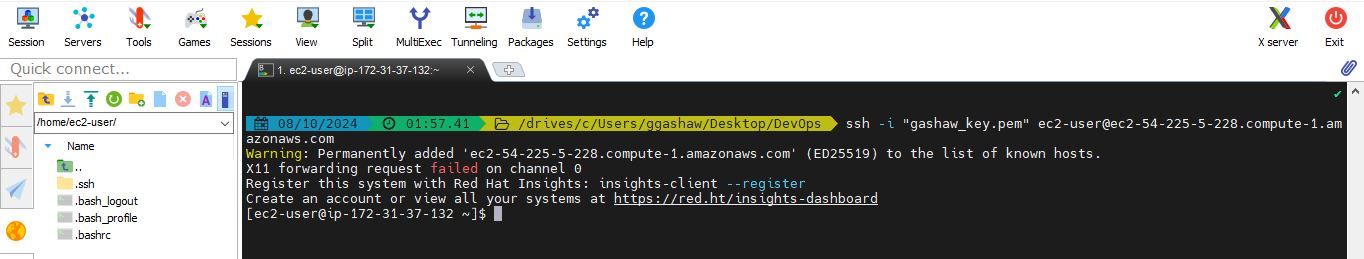 Session
Servers
Tools
Games
Sessions
View
Split
MultiExec
Tunneling
Packages
Settings
Help
X server
Exit
Quick connect...
1. ec2-user@ip-172-31-37-132:~
/home/ec2-user/
Name
..
.ssh
.bash_logout
.bash_profile
.bashrc
08/10/2024 01:57.41 /drives/c/Users/ggashaw/Desktop/DevOps ssh -i "gashaw_key.pem" ec2-user@ec2-54-225-5-228.compute-1.am
azonaws.com
Warning: Permanently added 'ec2-54-225-5-228.compute-1.amazonaws.com' (ED25519) to the list of known hosts.
X11 forwarding request failed on channel 0
Register this system with Red Hat Insights: insights-client --register
Create an account or view all your systems at https://red.ht/insights-dashboard
[ec2-user@ip-172-31-37-132 ~]$